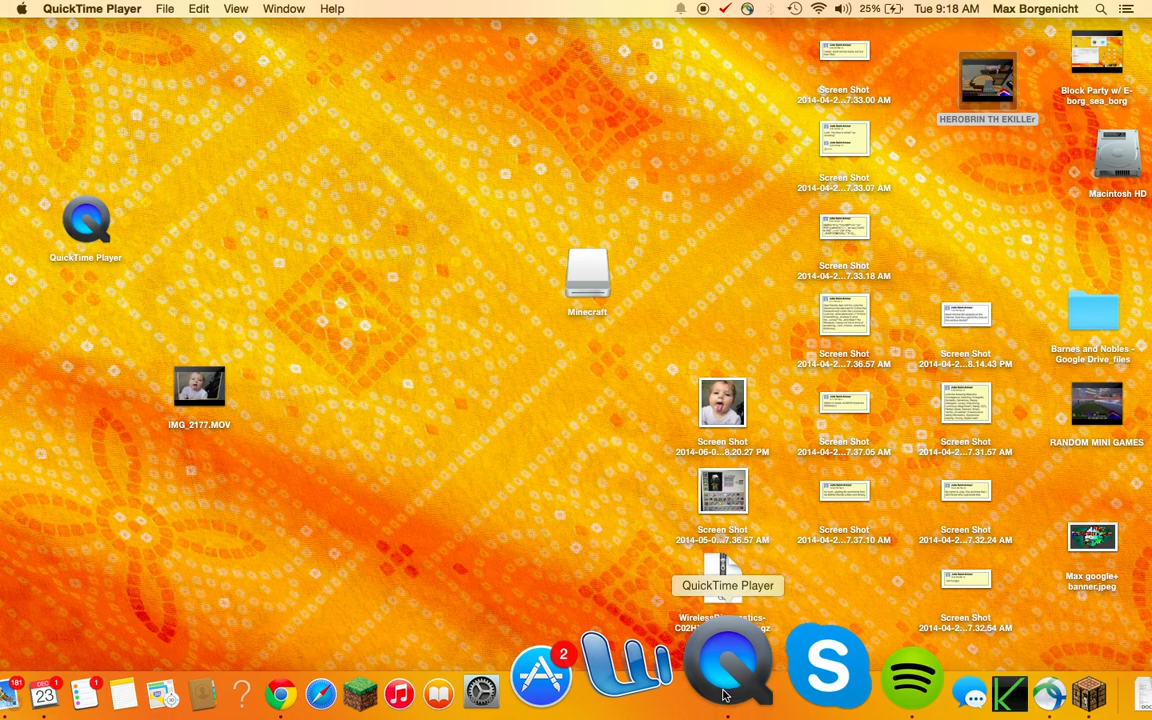 QuickTime Player File Edit View Window Help 25% Tue 9:18 AM Max Borgenicht
Screen Shot
2014-04-2...7.33.00 AM
HEROBRIN TH EKILLEr
Block Party w/ E-
borg_sea_borg
Screen Shot
2014-04-2...7.33.07 AM
Macintosh HD
QuickTime Player
Screen Shot
2014-04-2...7.33.18 AM
Minecraft
Screen Shot
2014-04-2...7.36.57 AM
Screen Shot
2014-04-2...8.14.43 PM
Barnes and Nobles -
Google Drive_files
IMG_2177.MOV
Screen Shot
2014-06-0...8.20.27 PM
Screen Shot
2014-04-2...7.37.05 AM
Screen Shot
2014-04-2...7.31.57 AM
RANDOM MINI GAMES
Screen Shot
2014-05-0...7.36.57 AM
Screen Shot
2014-04-2...7.37.10 AM
Screen Shot
2014-04-2...7.32.24 AM
Max google+
banner.jpeg
QuickTime Player
Screen Shot
2014-04-2...7.32.54 AM
181
DEC
23
1
1
2